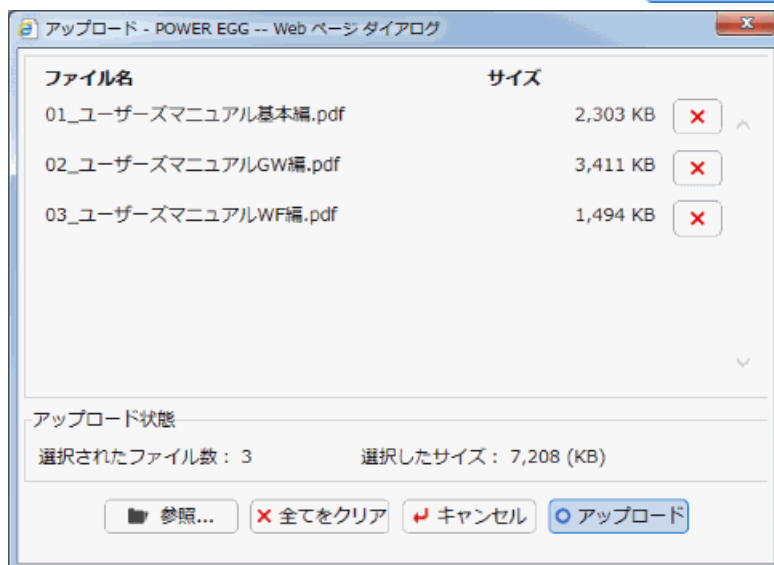 アップロード - POWER EGG -- Web ページ ダイアログ
ファイル名 サイズ
01_ユーザーズマニュアル基本編.pdf 2,303 KB
02_ユーザーズマニュアルGW編.pdf 3,411 KB
03_ユーザーズマニュアルWF編.pdf 1,494 KB
アップロード状態
選択されたファイル数： 3 選択したサイズ： 7,208 (KB)
参照... 全てをクリア キャンセル アップロード